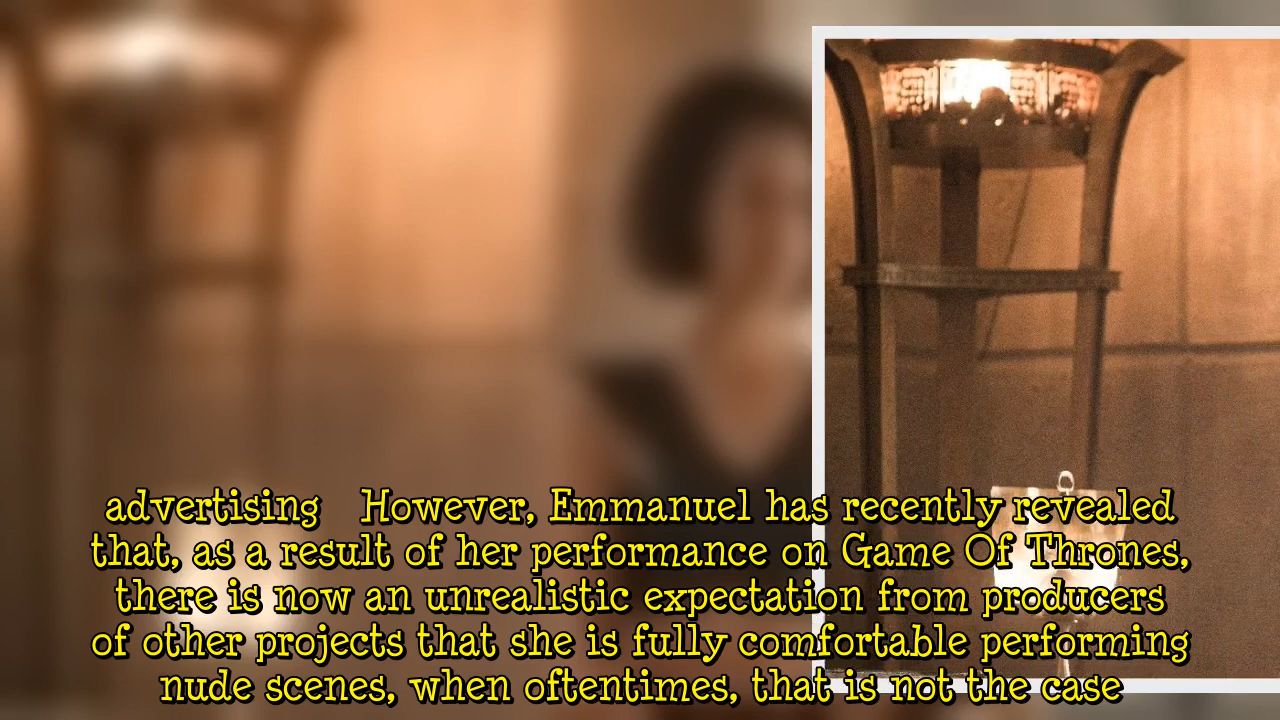 advertising However, Emmanuel has recently revealed
that, as a result of her performance on Game Of Thrones,
there is now an unrealistic expectation from producers
of other projects that she is fully comfortable performing
nude scenes, when oftentimes, that is not the case